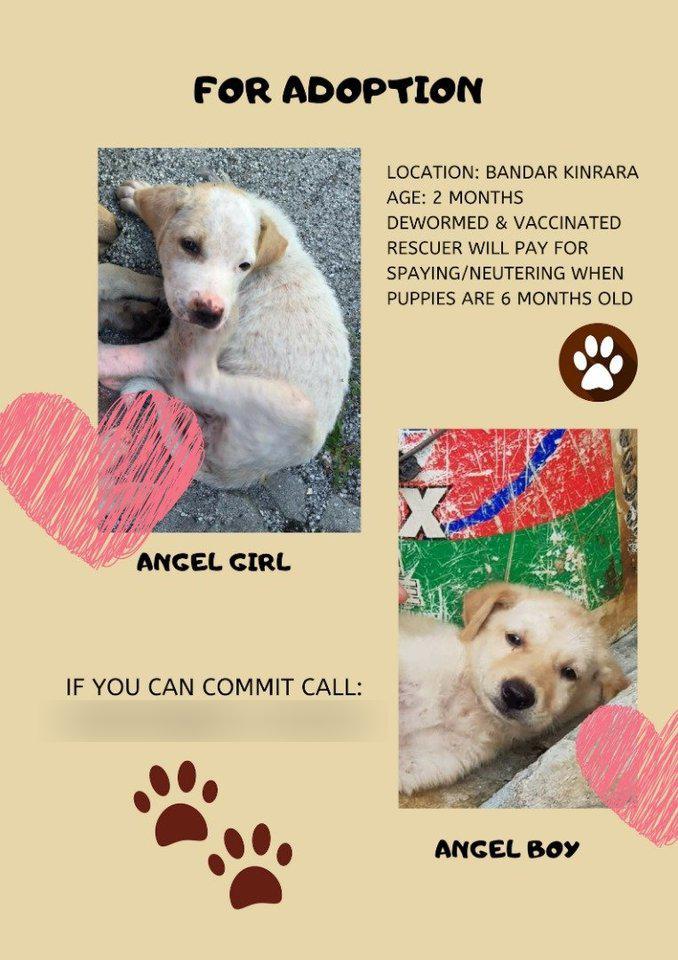 FOR ADOPTION
LOCATION: BANDAR KINRARA
AGE: 2 MONTHS
DEWORMED & VACCINATED
RESCUER WILL PAY FOR
SPAYING/NEUTERING WHEN
PUPPIES ARE 6 MONTHS OLD
ANGEL GIRL
X
IF YOU CAN COMMIT CALL:
ANGEL BOY